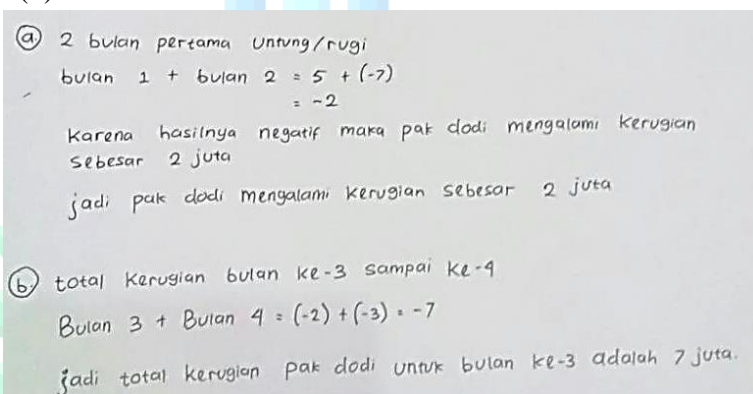 (a) 2 bulan pertama untung/rugi
bulan 1 + bulan 2 = 5 + (-7)
= -2
Karena hasilnya negatif maka pak dodi mengalami kerugian
sebesar 2 juta
jadi pak dodi mengalami kerugian sebesar 2 juta
(b) total kerugian bulan ke-3 sampai ke-4
Bulan 3 + Bulan 4 = (-2) + (-3) = -7
jadi total kerugian pak dodi untuk bulan ke-3 adalah 7 juta.